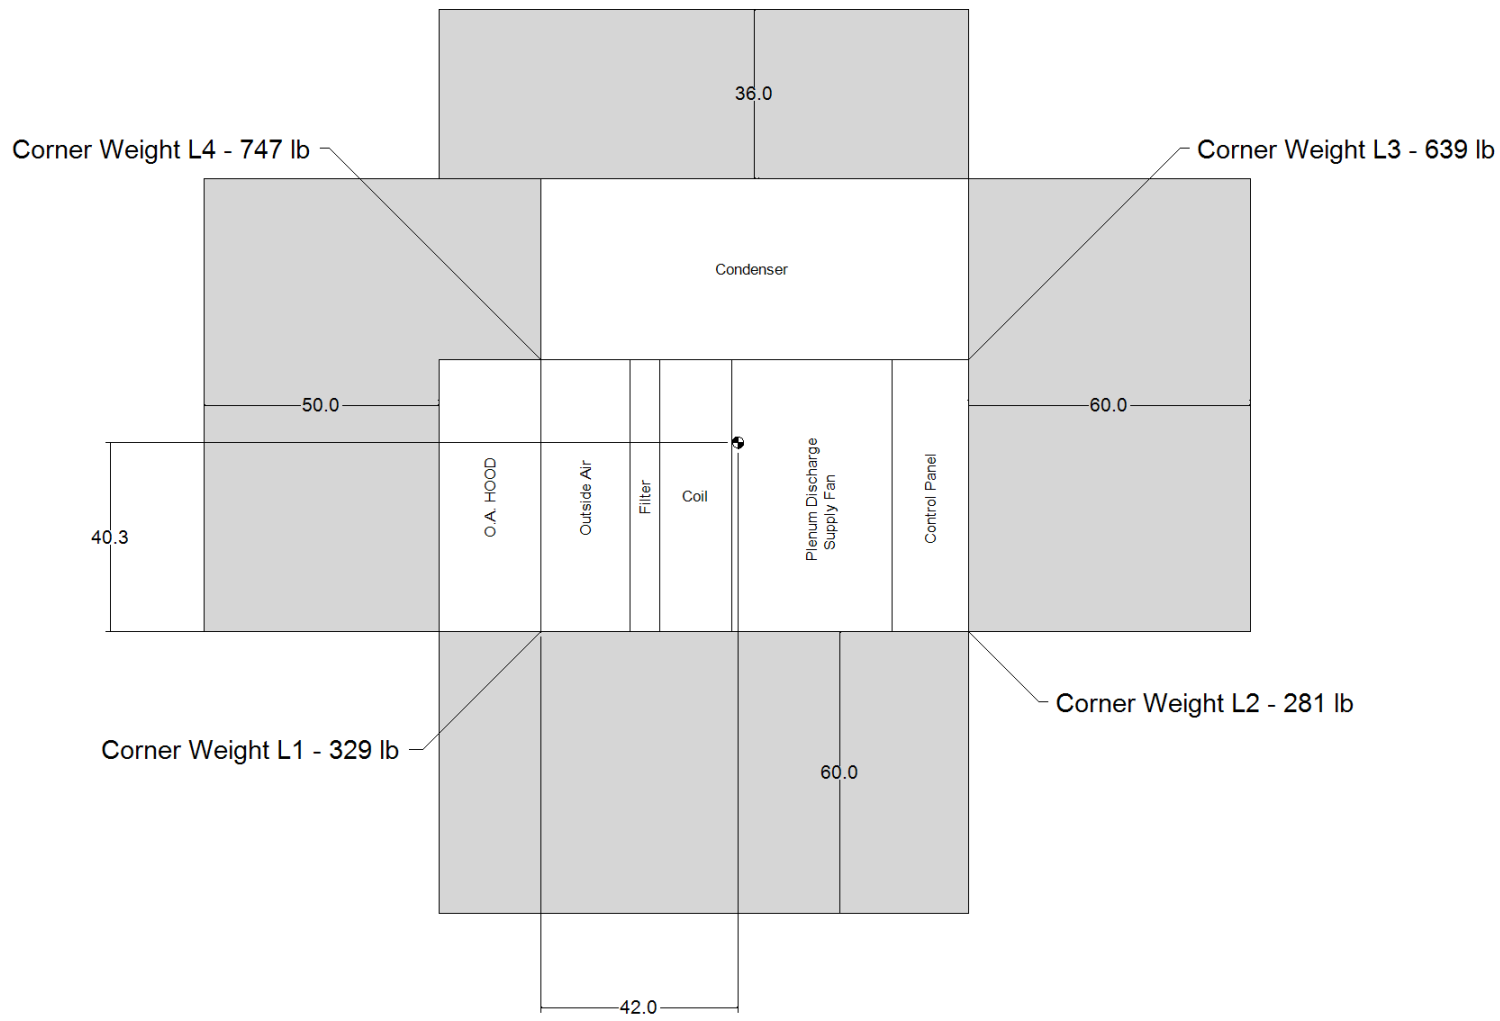 36.0
Corner Weight L4 - 747 lb
Corner Weight L3 - 639 lb
Condenser
50.0
60.0
O.A. HOOD
Outside Air
Filter
Coil
Plenum Discharge
Supply Fan
Control Panel
40.3
Corner Weight L2 - 281 lb
Corner Weight L1 - 329 lb
60.0
42.0